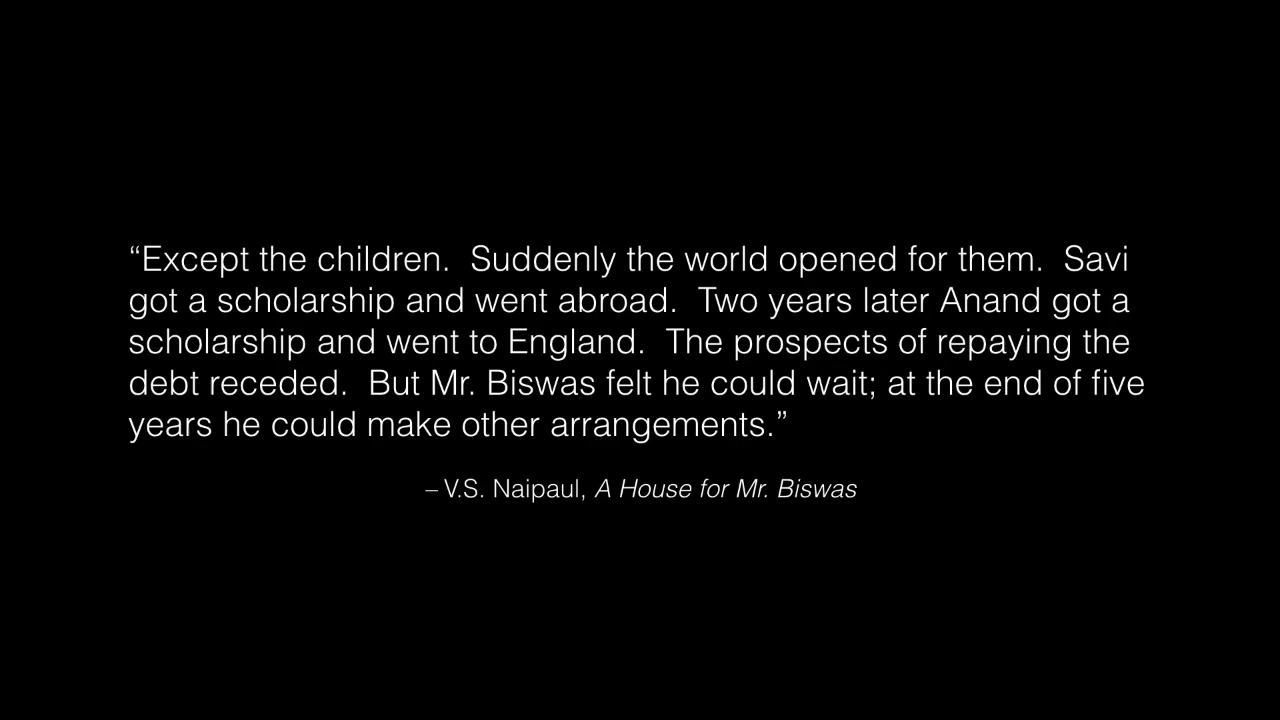 “Except the children.  Suddenly the world opened for them.  Savi
got a scholarship and went abroad.  Two years later Anand got a
scholarship and went to England.  The prospects of repaying the
debt receded.  But Mr. Biswas felt he could wait; at the end of five
years he could make other arrangements.”
– V.S. Naipaul, A House for Mr. Biswas